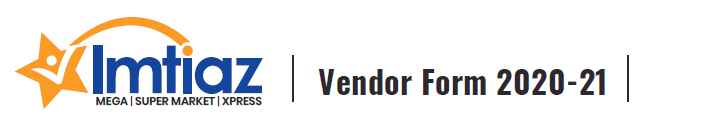 Imtiaz
MEGA | SUPER MARKET | XPRESS
Vendor Form 2020-21